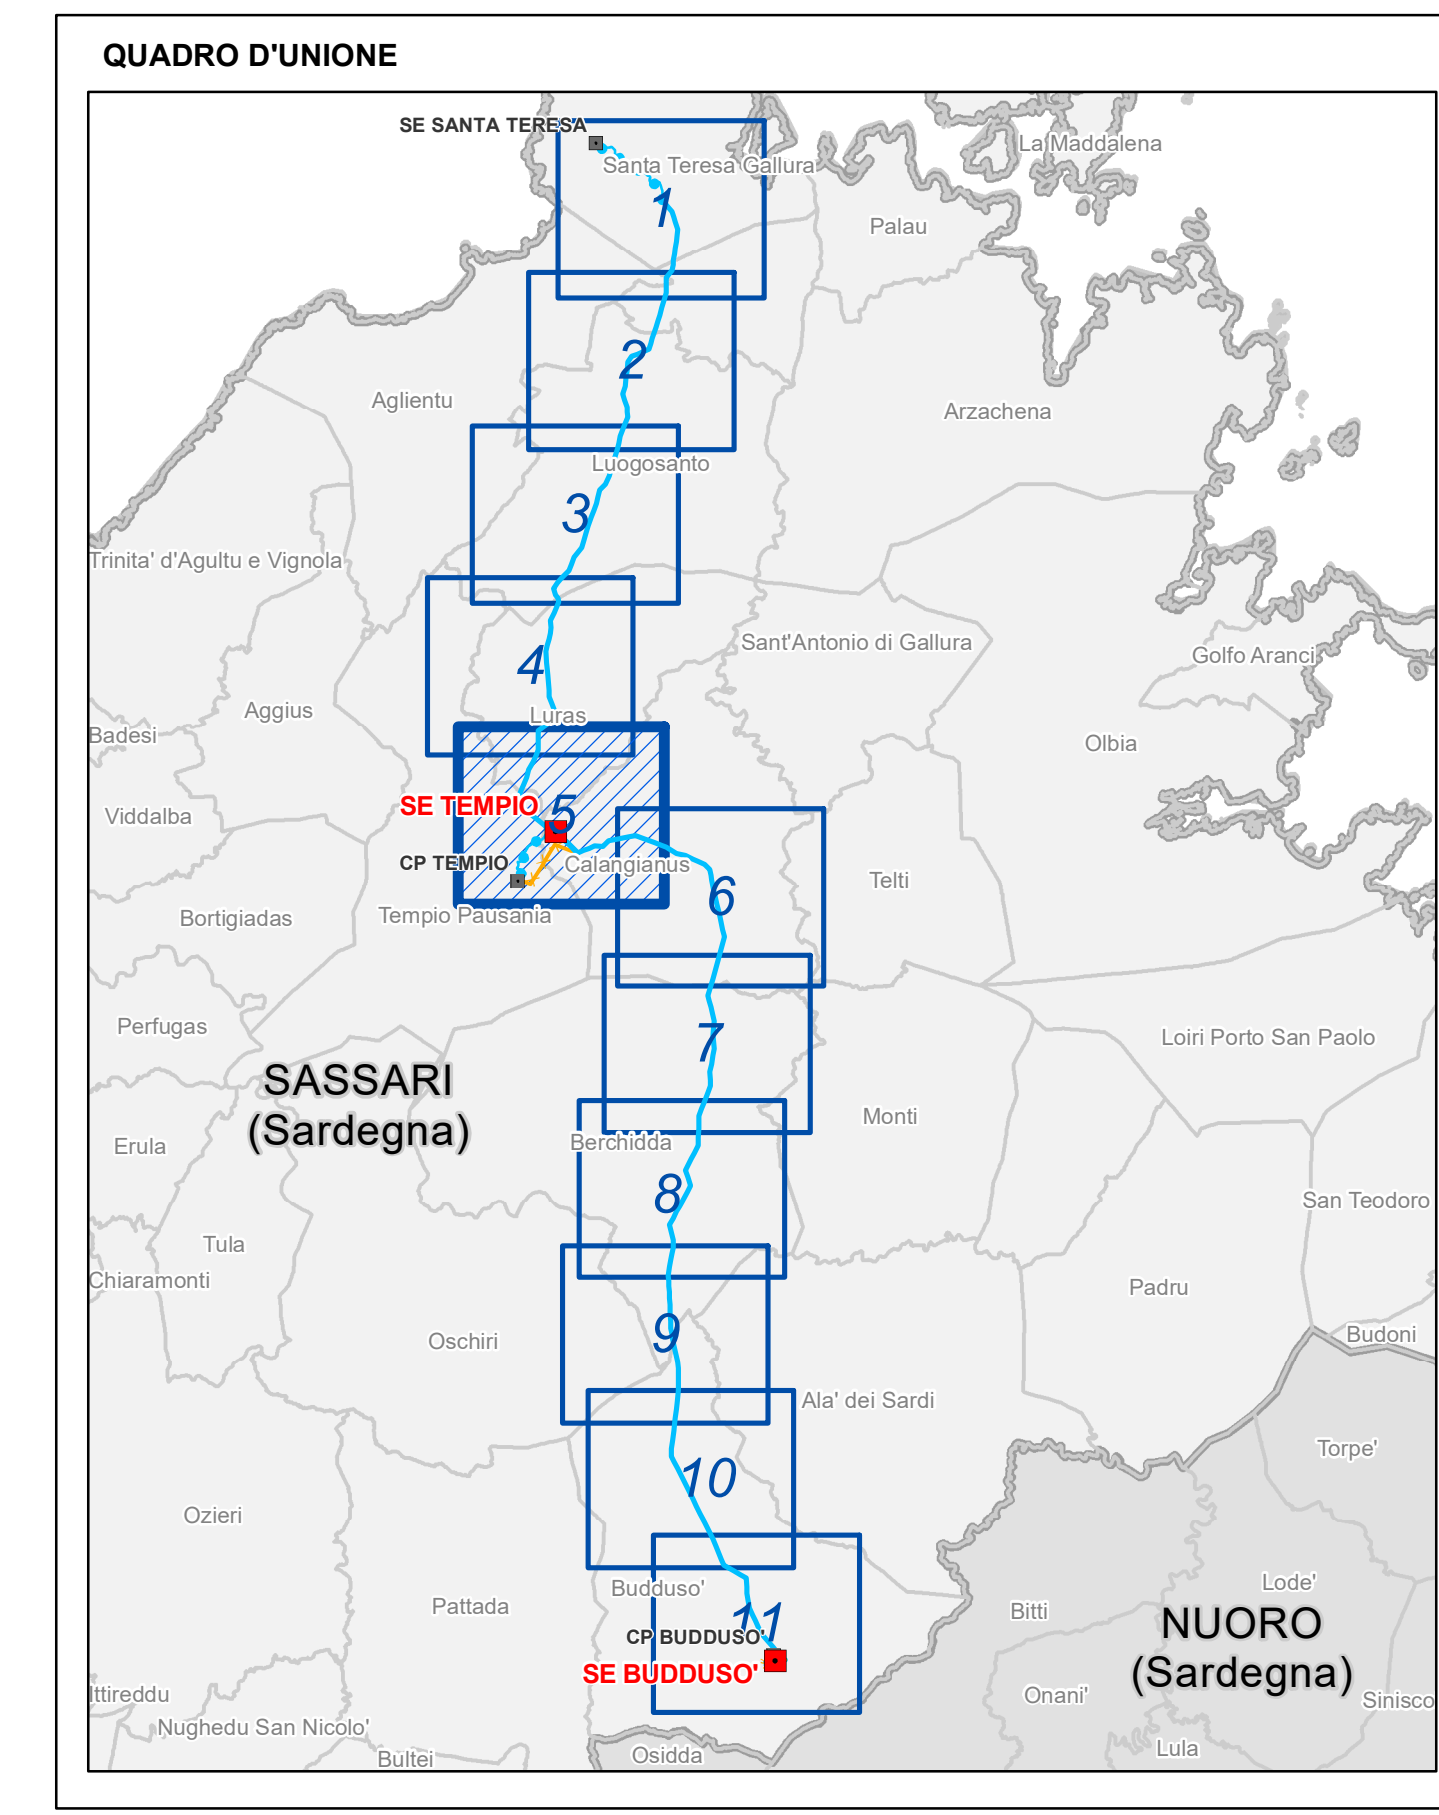 QUADRO D'UNIONE
SE SANTA TERESA
La Maddalena
Santa Teresa Gallura
1
Palau
2
Aglientu
Arzachena
Luogosanto
3
Trinita' d'Agultu e Vignola
Sant'Antonio di Gallura
Golfo Aranci
4
Aggius
Luras
Badesi
Olbia
SE TEMPIO
5
Viddalba
CP TEMPIO
Calangianus
Telti
6
Tempio Pausania
Bortigiadas
Perfugas
Loiri Porto San Paolo
7
SASSARI
(Sardegna)
Monti
Erula
Berchidda
8
San Teodoro
Tula
Chiaramonti
Padru
9
Oschiri
Budoni
Ala' dei Sardi
Torpe'
10
Ozieri
Lode'
Budduso'
Pattada
Bitti
11
NUORO
(Sardegna)
CP BUDDUSO'
SE BUDDUSO'
Ittireddu
Onani'
Sinisco
Nughedu San Nicolo'
Lula
Osidda
Bultei